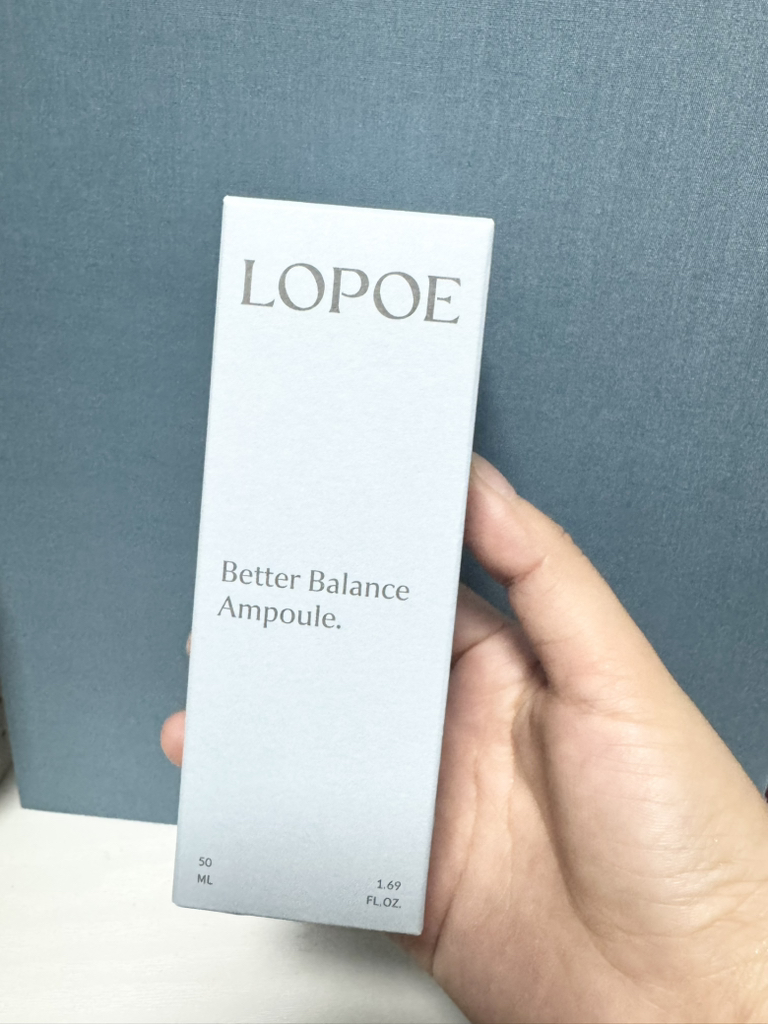 LOPOE
Better Balance
Ampoule.
50
ML
1.69
FL.OZ.